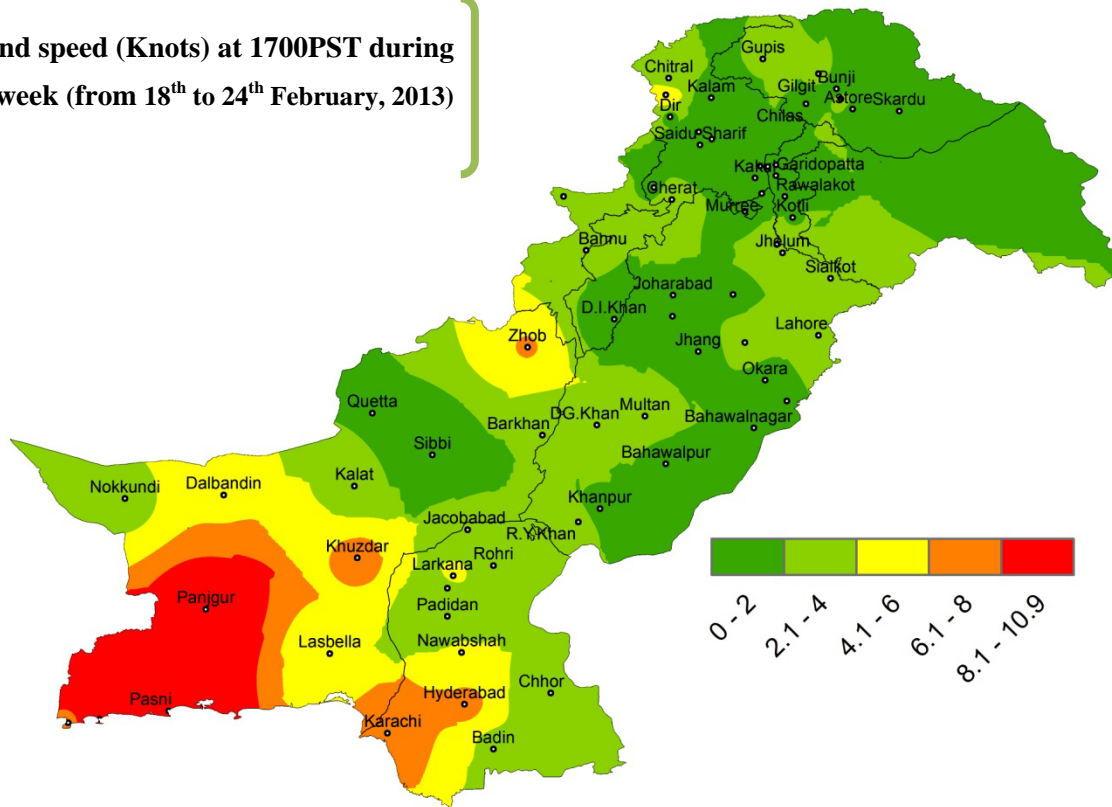 nd speed (Knots) at 1700PST during
week (from 18th to 24th February, 2013)
Gupis
Chitral
Bunji
Kalam
Gilgit
Astore
Skardu
Dir
Chilas
Saidu Sharif
Garidopatta
Rawalakot
Cherat
Murree
Kotli
Bannu
Jhelum
Sialkot
Joharabad
D.I.Khan
Lahore
Zhob
Jhang
Okara
Quetta
D.G.Khan
Multan
Barkhan
Bahawalnagar
Sibbi
Bahawalpur
Nokkundi
Dalbandin
Kalat
Khanpur
Jacobabad
R.Y.Khan
Khuzdar
Rohri
Larkana
Panjgur
Padidan
Lasbella
Nawabshah
Chhor
Pasni
Hyderabad
Karachi
Badin
0 - 2
2.1 - 4
4.1 - 6
6.1 - 8
8.1 - 10.9